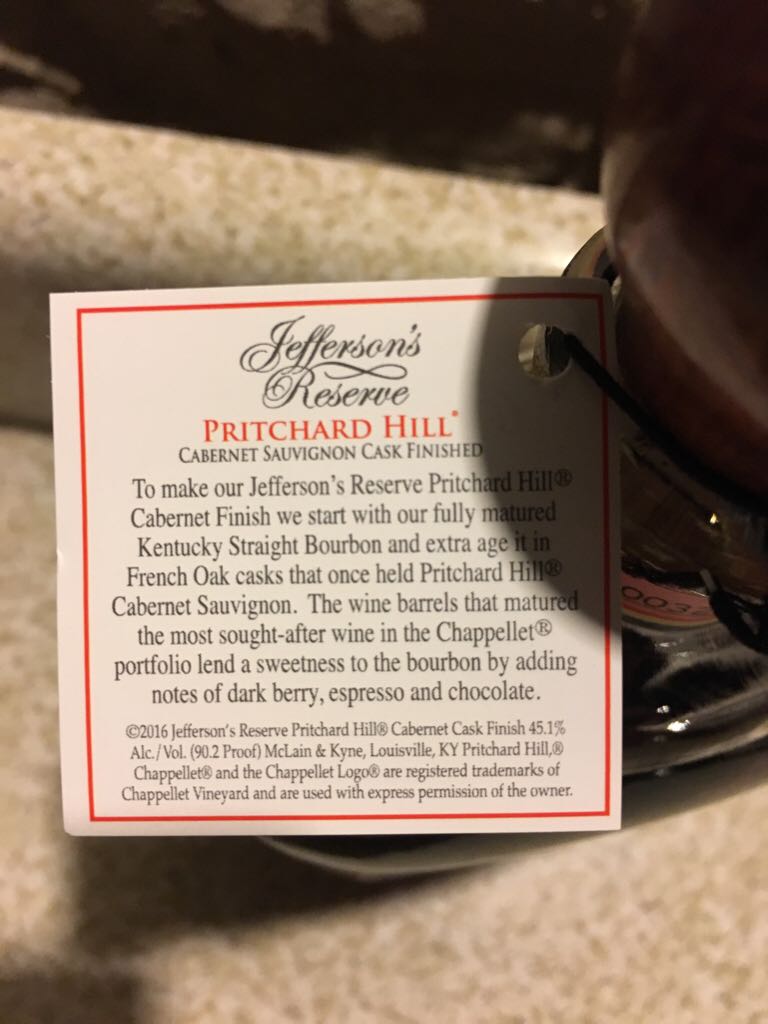 Jefferson's
Reserve
PRITCHARD HILL®
CABERNET SAUVIGNON CASK FINISHED
To make our Jefferson's Reserve Pritchard Hill®
Cabernet Finish we start with our fully matured
Kentucky Straight Bourbon and extra age it in
French Oak casks that once held Pritchard Hill®
Cabernet Sauvignon. The wine barrels that matured
the most sought-after wine in the Chappellet®
portfolio lend a sweetness to the bourbon by adding
notes of dark berry, espresso and chocolate.
©2016 Jefferson's Reserve Pritchard Hill® Cabernet Cask Finish 45.1%
Alc./Vol. (90.2 Proof) McLain & Kyne, Louisville, KY Pritchard Hill,®
Chappellet® and the Chappellet Logo® are registered trademarks of
Chappellet Vineyard and are used with express permission of the owner.